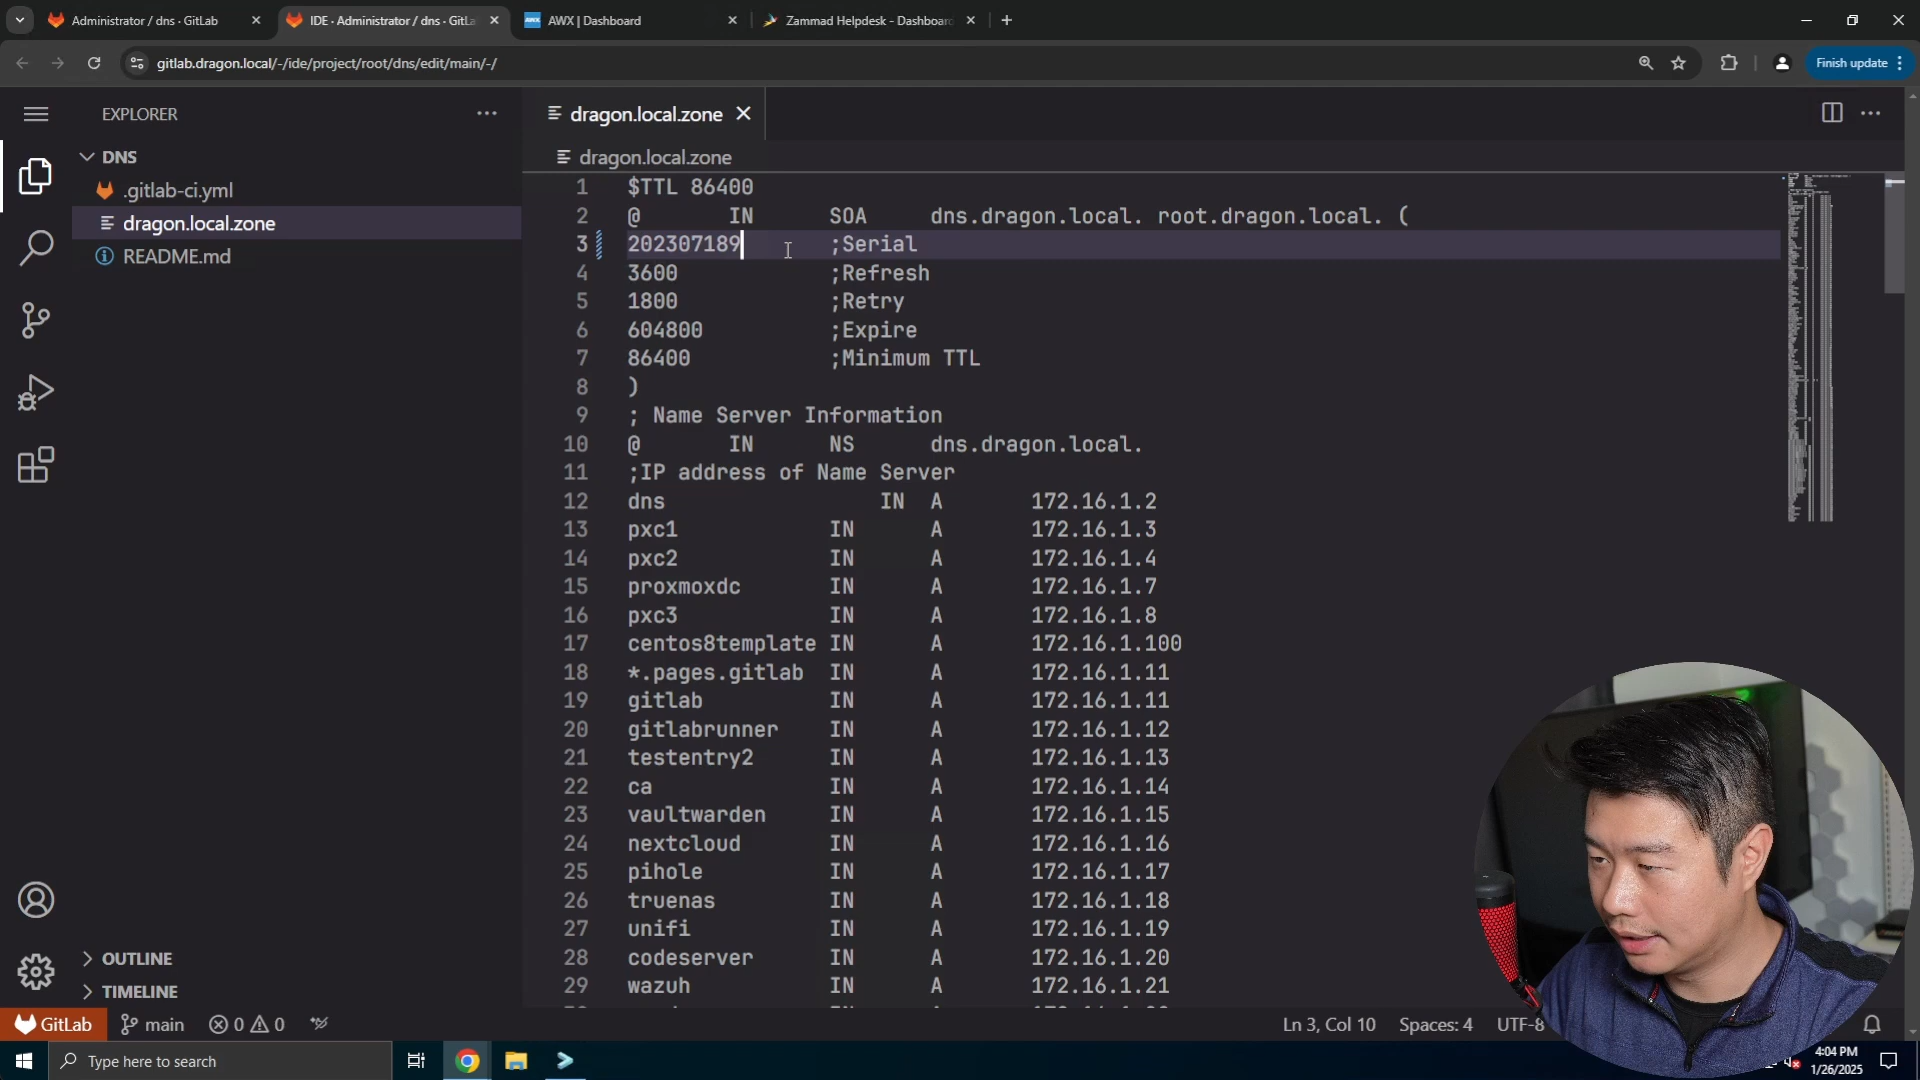 Administrator / dns · GitLab
IDE · Administrator / dns · GitLa
AWX | Dashboard
Zammad Helpdesk - Dashboard
gitlab.dragon.local/-/ide/project/root/dns/edit/main/-/
Finish update
EXPLORER
DNS
.gitlab-ci.yml
dragon.local.zone
README.md
OUTLINE
TIMELINE
dragon.local.zone
dragon.local.zone
1 $TTL 86400
2 @ IN SOA dns.dragon.local. root.dragon.local. (
3 202307189 ;Serial
4 3600 ;Refresh
5 1800 ;Retry
6 604800 ;Expire
7 86400 ;Minimum TTL
8 )
9 ; Name Server Information
10 @ IN NS dns.dragon.local.
11 ;IP address of Name Server
12 dns IN A 172.16.1.2
13 pxc1 IN A 172.16.1.3
14 pxc2 IN A 172.16.1.4
15 proxmoxdc IN A 172.16.1.7
16 pxc3 IN A 172.16.1.8
17 centos8template IN A 172.16.1.100
18 *.pages.gitlab IN A 172.16.1.11
19 gitlab IN A 172.16.1.11
20 gitlabrunner IN A 172.16.1.12
21 testentry2 IN A 172.16.1.13
22 ca IN A 172.16.1.14
23 vaultwarden IN A 172.16.1.15
24 nextcloud IN A 172.16.1.16
25 pihole IN A 172.16.1.17
26 truenas IN A 172.16.1.18
27 unifi IN A 172.16.1.19
28 codeserver IN A 172.16.1.20
29 wazuh IN A 172.16.1.21
GitLab main 0 0 Ln 3, Col 10 Spaces: 4 UTF-8
Type here to search
4:04 PM
1/26/2025